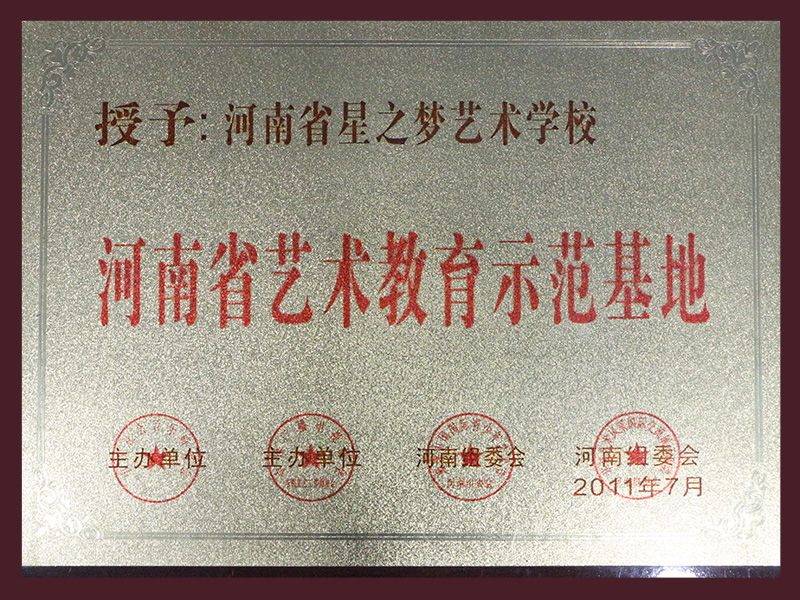 授予：河南省星之梦艺术学校
河南省艺术教育示范基地
主办单位 主办单位 河南组委会 河南组委会
2011年7月